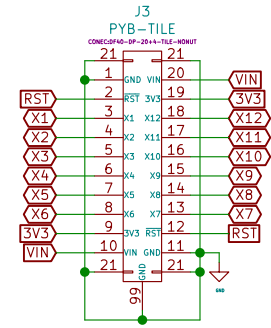 J3
PYB-TILE
CONEC:DF40-DP-20+4-TILE-NONUT
21 21
1 GND VIN 20 VIN
RST 2 RST 3V3 19 3V3
X1 3 X1 X12 18 X12
X2 4 X2 X11 17 X11
X3 5 X3 X10 16 X10
X4 6 X4 X9 15 X9
X5 7 X5 X8 14 X8
X6 8 X6 X7 13 X7
3V3 9 3V3 RST 12 RST
VIN 10 VIN GND 11
21 GND 21
99
GND